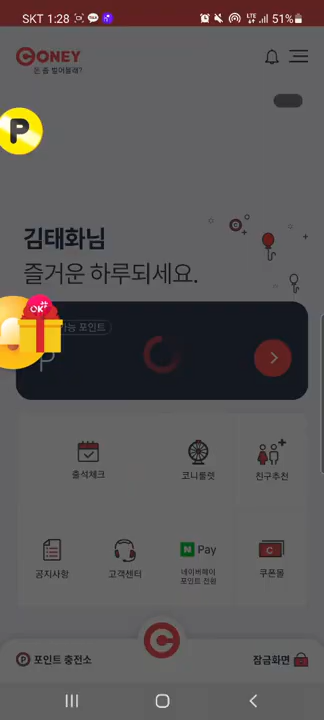 SKT 1:28
LTE 51%
CONEY
돈 좀 벌어볼래?
P
김태화님
즐거운 하루되세요.
OK
가능 포인트
P
출석체크
코니룰렛
친구추천
N Pay
공지사항
고객센터
네이버페이
포인트 전환
쿠폰몰
P 포인트 충전소
잠금화면